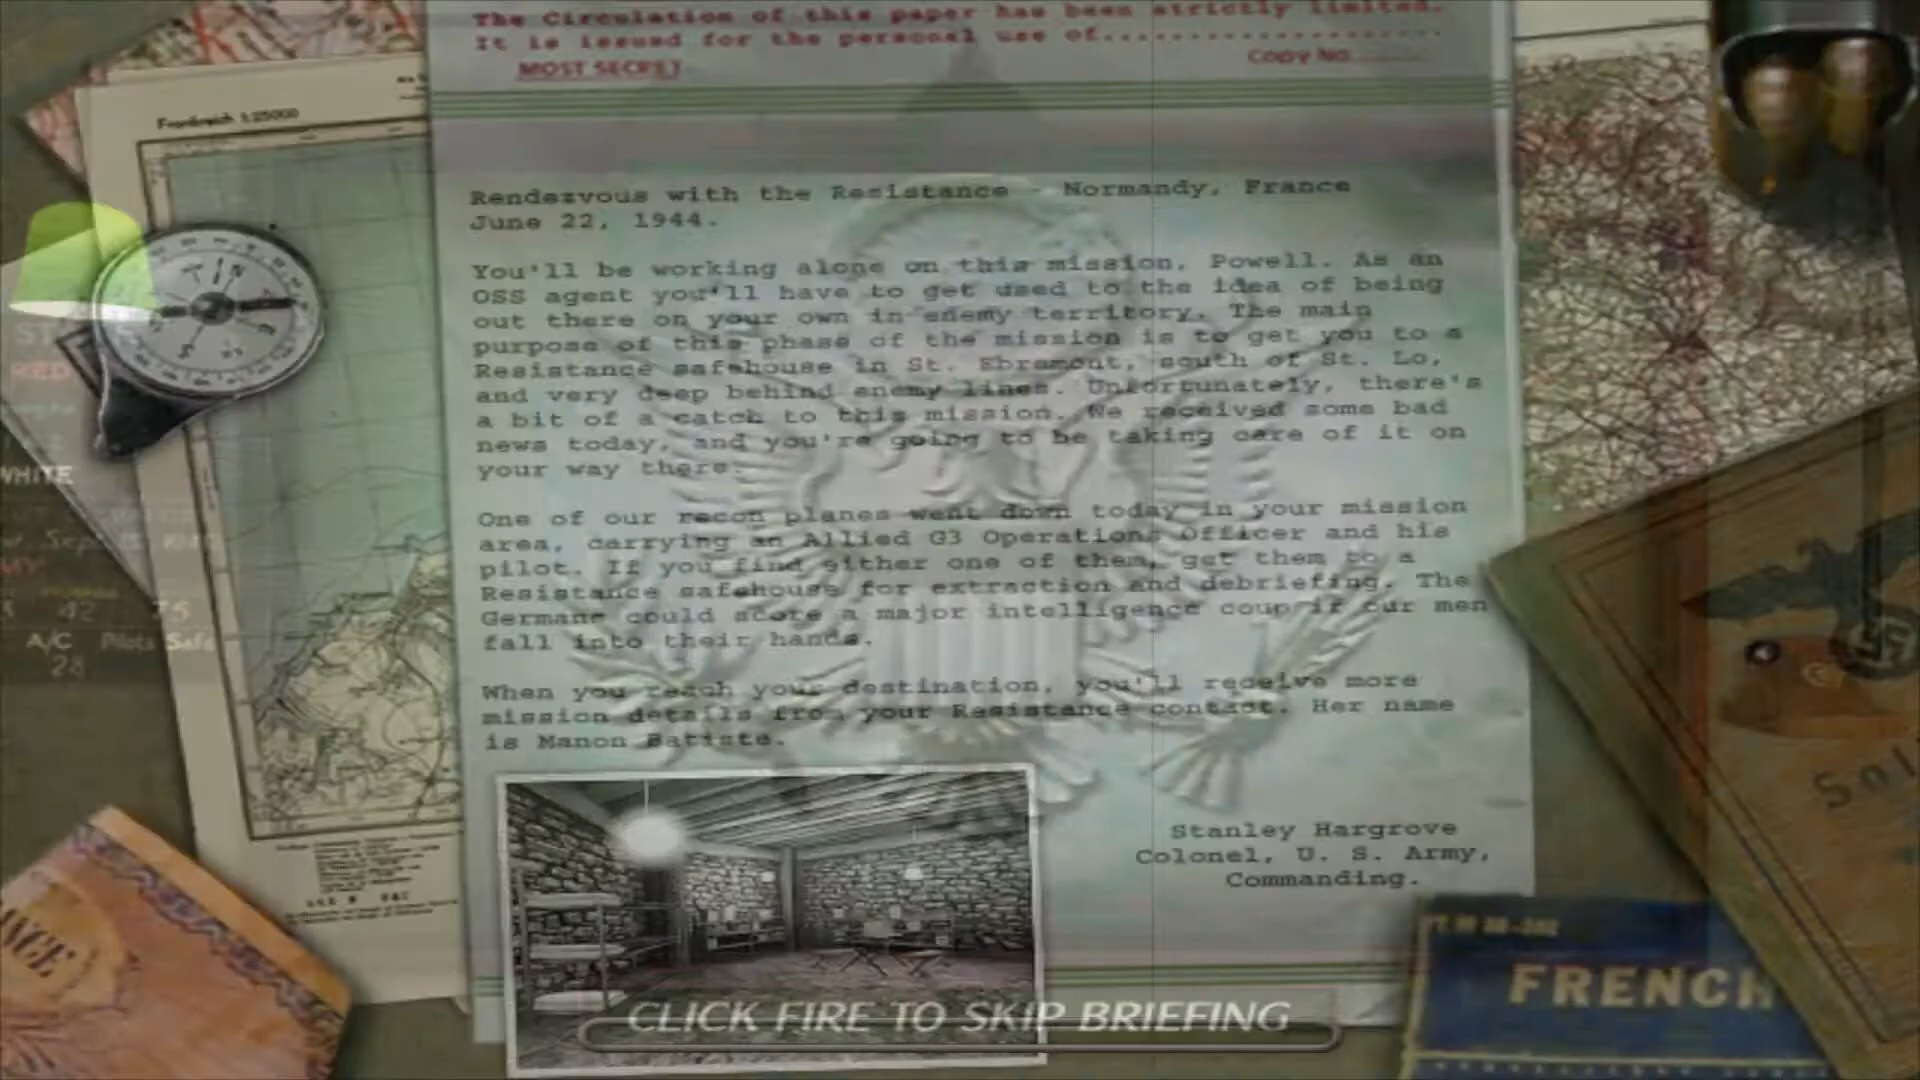 The Circulation of this paper has been strictly limited.
It is issued for the personal use of....................
MOST SECRET
Copy No.
Frankreich 1:25000
Rendezvous with the Resistance - Normandy, France
June 22, 1944.
You'll be working alone on this mission, Powell. As an
OSS agent you'll have to get used to the idea of being
out there on your own in enemy territory. The main
purpose of this phase of the mission is to get you to a
Resistance safehouse in St. Ebremont, south of St. Lo,
and very deep behind enemy lines. Unfortunately, there's
a bit of a catch to this mission. We received some bad
news today, and you're going to be taking care of it on
your way there.
One of our recon planes went down today in your mission
area, carrying an Allied G3 Operations Officer and his
pilot. If you find either one of them, get them to a
Resistance safehouse for extraction and debriefing. The
Germans could score a major intelligence coup if our men
fall into their hands.
When you reach your destination, you'll receive more
mission details from your Resistance contact. Her name
is Manon Batiste.
Stanley Hargrove
Colonel, U. S. Army,
Commanding.
RED
WHITE
42
A/C Pilots Safe
28
FRENCH
Sol
CLICK FIRE TO SKIP BRIEFING